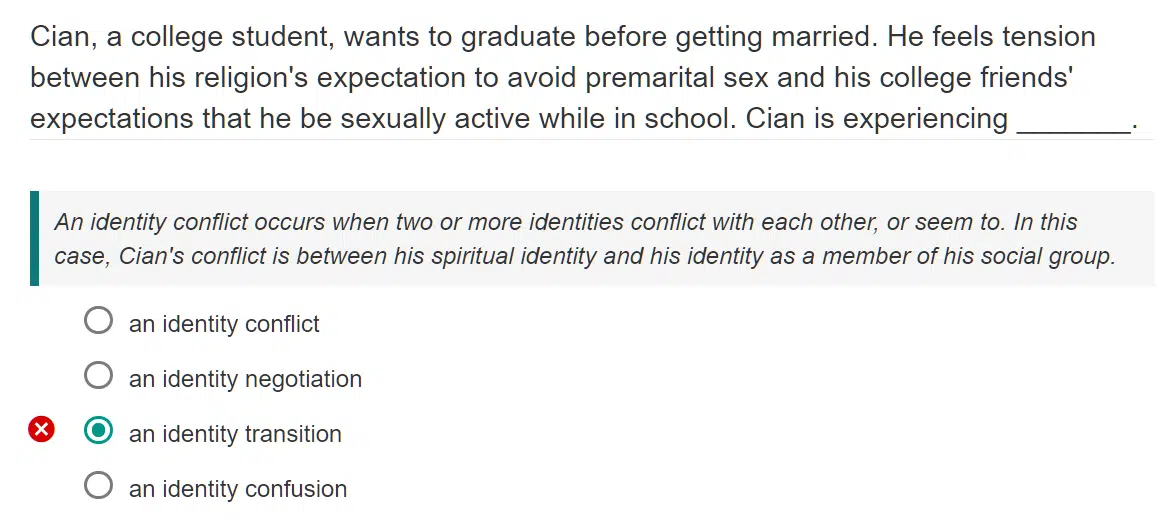 Cian, a college student, wants to graduate before getting married. He feels tension
between his religion's expectation to avoid premarital sex and his college friends'
expectations that he be sexually active while in school. Cian is experiencing _______.
An identity conflict occurs when two or more identities conflict with each other, or seem to. In this
case, Cian's conflict is between his spiritual identity and his identity as a member of his social group.
an identity conflict
an identity negotiation
an identity transition
an identity confusion